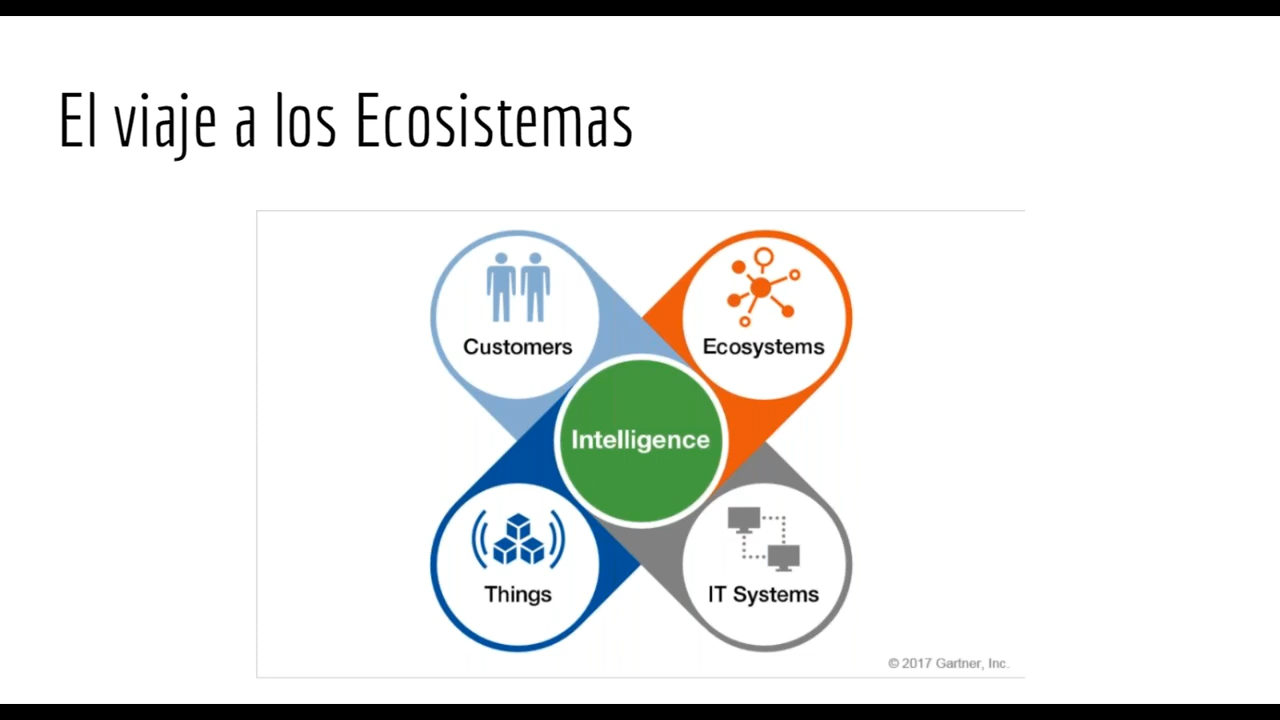 El viaje a los Ecosistemas
Customers
Ecosystems
Intelligence
Things
IT Systems
© 2017 Gartner, Inc.